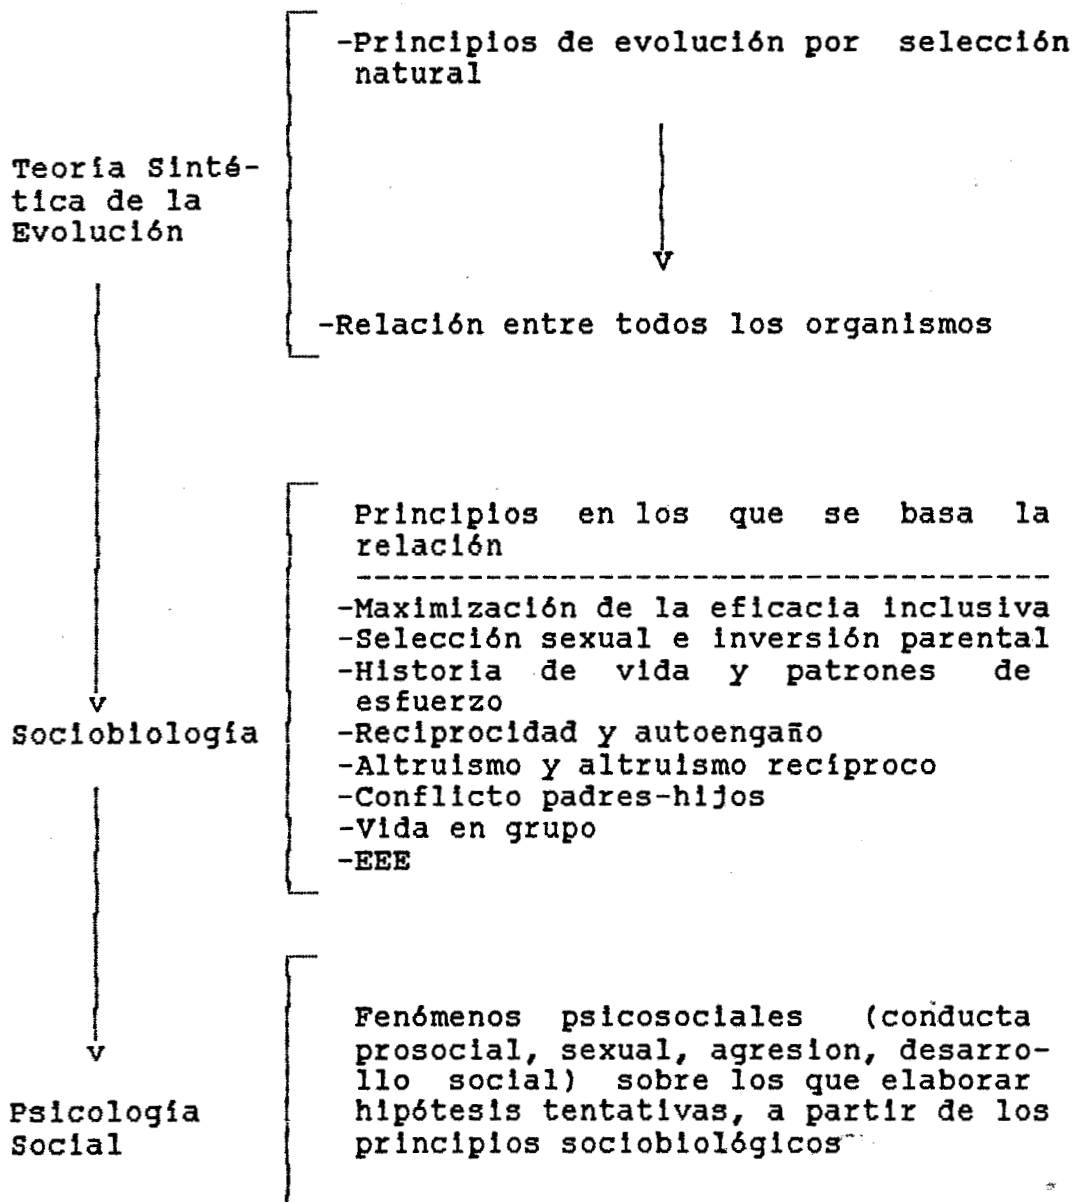 -Principios de evolución por selección
natural
Teoría Sinté-
tica de la
Evolución
V
-Relación entre todos los organismos
Principios en los que se basa la
relación
--------------------------------------
-Maximización de la eficacia inclusiva
-Selección sexual e inversión parental
-Historia de vida y patrones de
esfuerzo
V
Sociobiología
-Reciprocidad y autoengaño
-Altruismo y altruismo recíproco
-Conflicto padres-hijos
-Vida en grupo
-EEE
V
Psicología
Social
Fenómenos psicosociales (conducta
prosocial, sexual, agresion, desarro-
llo social) sobre los que elaborar
hipótesis tentativas, a partir de los
principios sociobiológicos